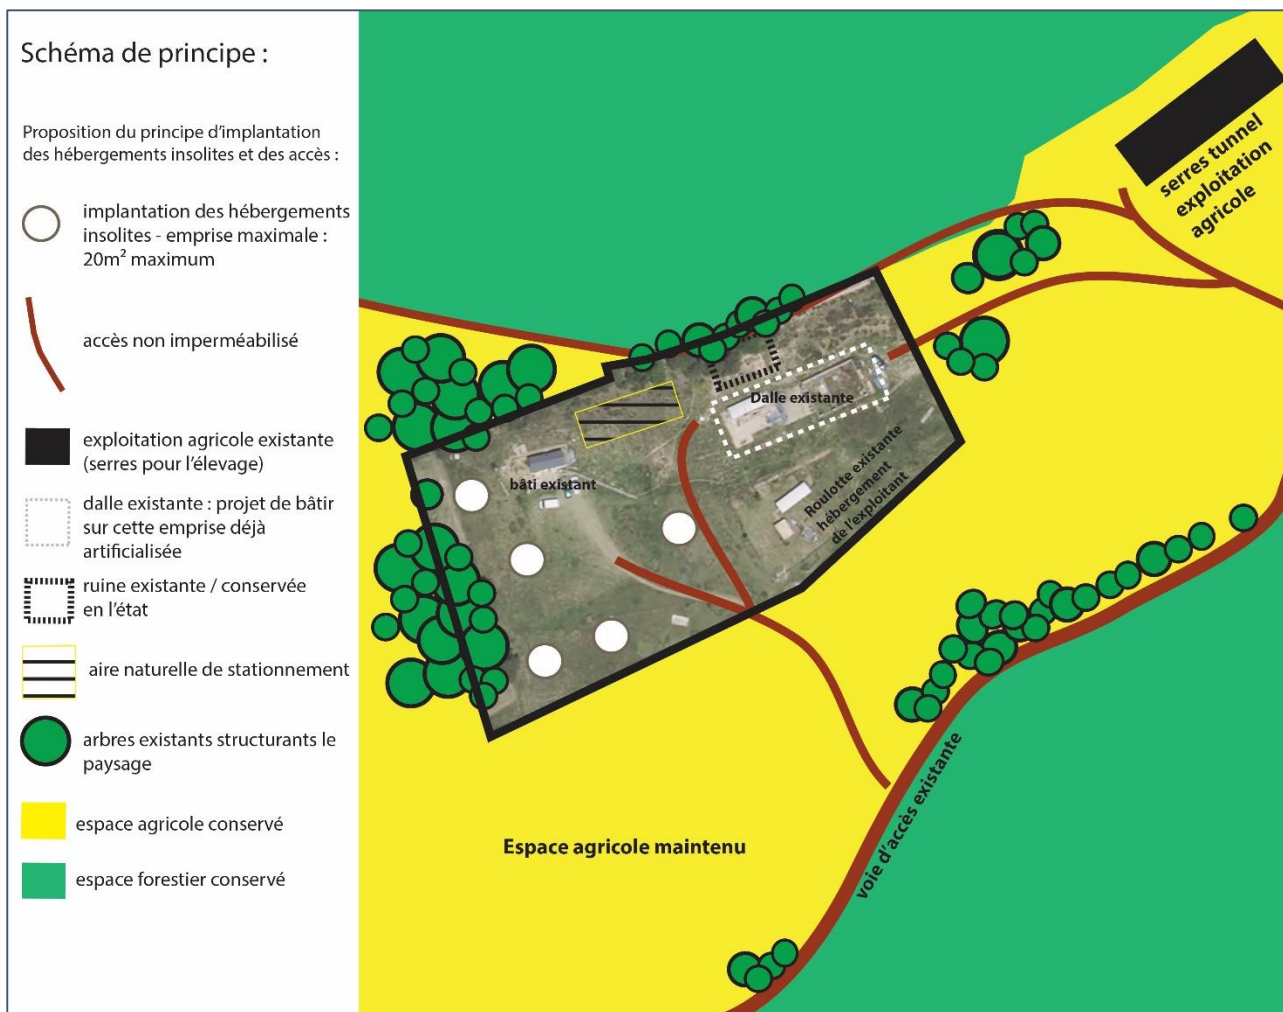 Schéma de principe :
Proposition du principe d'implantation
des hébergements insolites et des accès :
implantation des hébergements
insolites - emprise maximale :
20m² maximum
accès non imperméabilisé
exploitation agricole existante
(serres pour l'élevage)
dalle existante : projet de bâtir
sur cette emprise déjà
artificialisée
ruine existante / conservée
en l'état
aire naturelle de stationnement
arbres existants structurants le
paysage
espace agricole conservé
espace forestier conservé
serres tunnel
exploitation
agricole
Dalle existante
bâti existant
Roulotte existante
hébergement
de l'exploitant
Espace agricole maintenu
voie d'accès existante